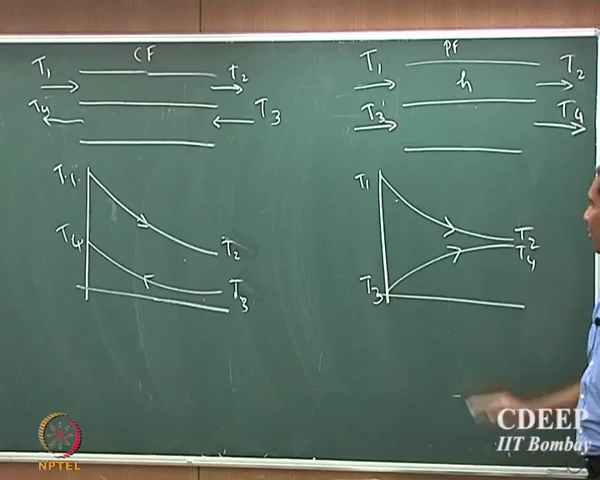 CF
T1 T2
T4 T3
T1
T4
T2
T3
PF
T1 h T2
T3 T4
T1
T3
T2
T4
CDEEP
IIT Bombay
NPTEL